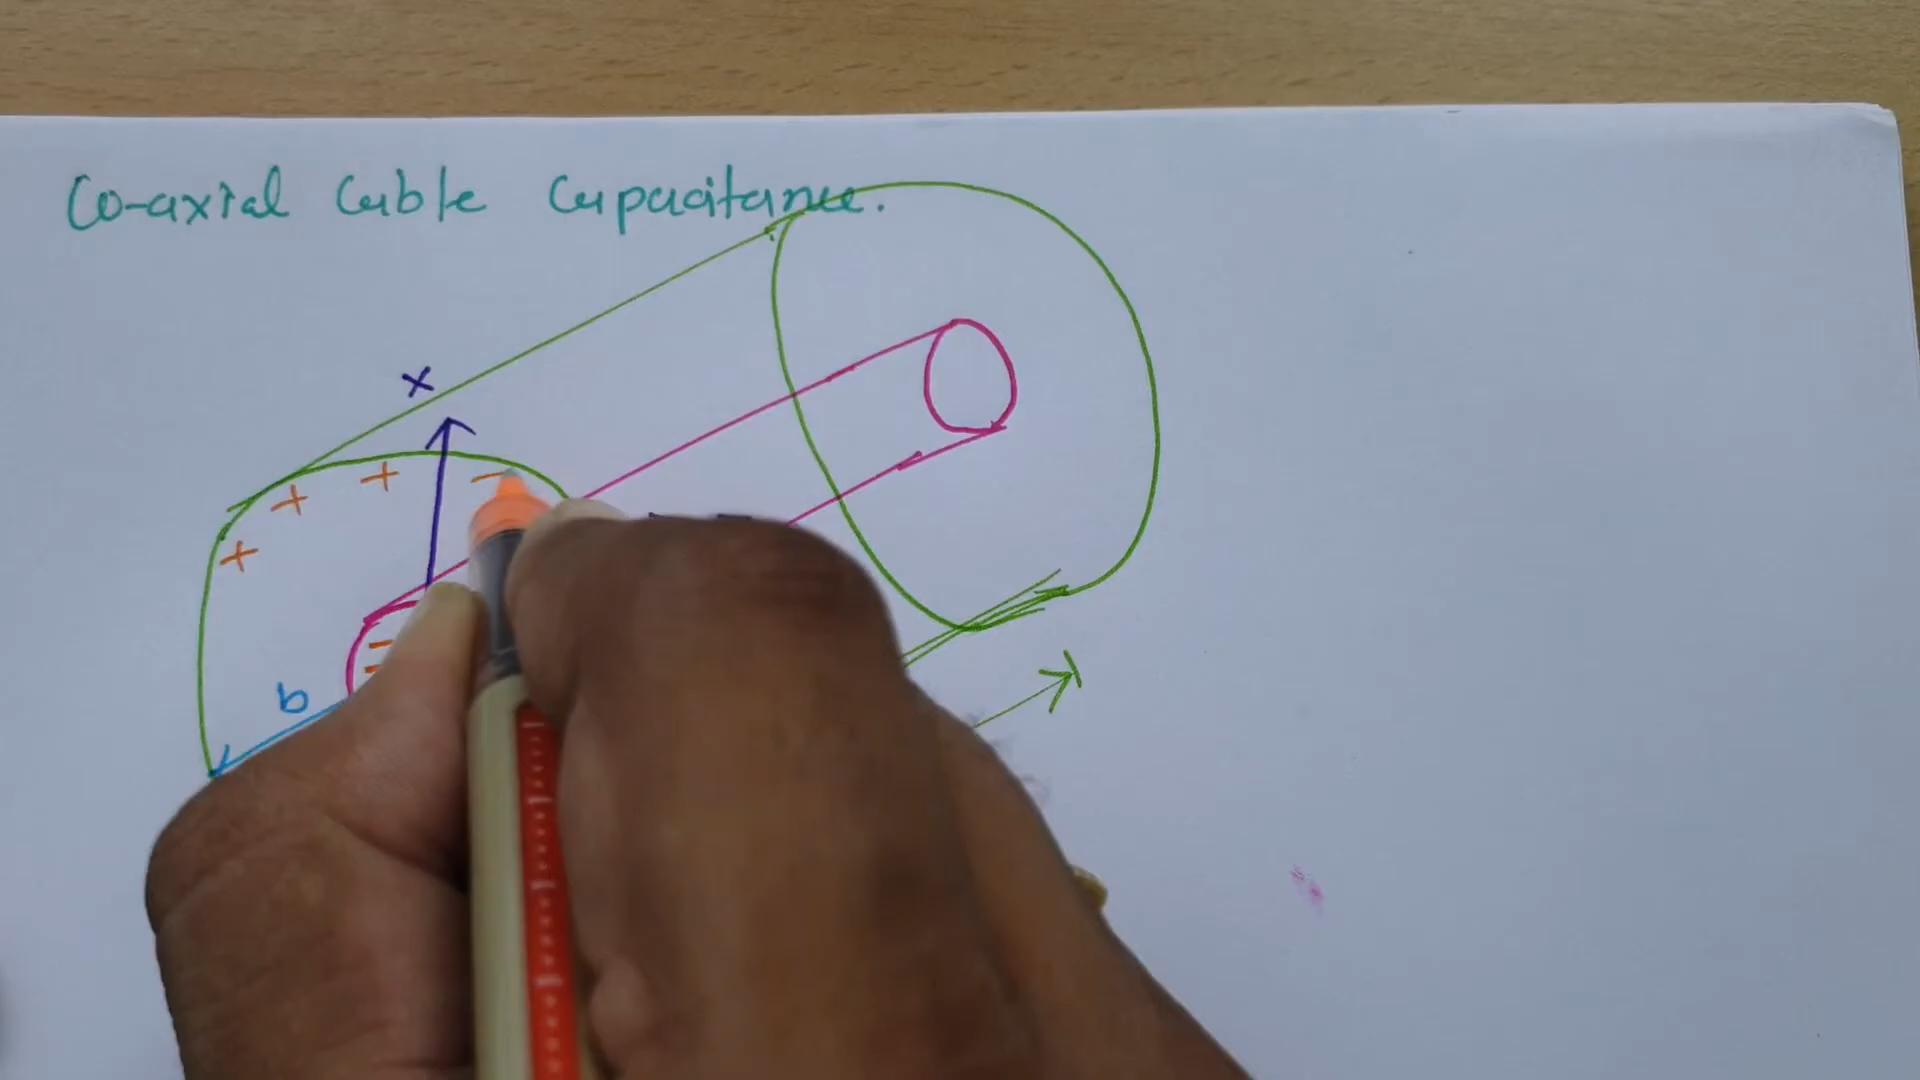 Co-axial Cable Capacitance.
x
+ + + -
=
b